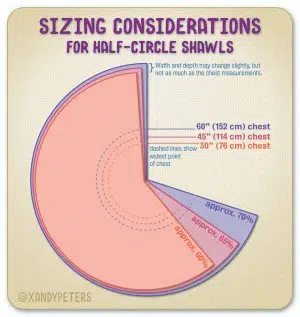 SIZING CONSIDERATIONS
FOR HALF-CIRCLE SHAWLS
Width and depth may change slightly, but
not as much as the chest measurements.
60" (152 cm) chest
45" (114 cm) chest
30" (76 cm) chest
dashed lines show
widest point
of chest
approx. 70%
approx. 65%
approx. 60%
@XANDYPETERS